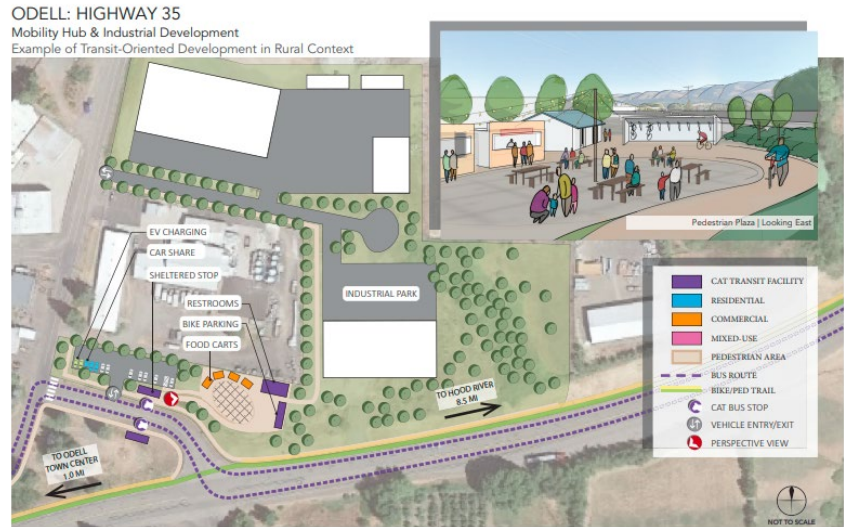 ODELL: HIGHWAY 35
Mobility Hub & Industrial Development
Example of Transit-Oriented Development in Rural Context
Pedestrian Plaza | Looking East
EV CHARGING
CAR SHARE
SHELTERED STOP
RESTROOMS
BIKE PARKING
FOOD CARTS
INDUSTRIAL PARK
TO HOOD RIVER
8.5 MI
TO ODELL
TOWN CENTER
1.0 MI
CAT TRANSIT FACILITY
RESIDENTIAL
COMMERCIAL
MIXED-USE
PEDESTRIAN AREA
BUS ROUTE
BIKE/PED TRAIL
CAT BUS STOP
VEHICLE ENTRY/EXIT
PERSPECTIVE VIEW
NOT TO SCALE